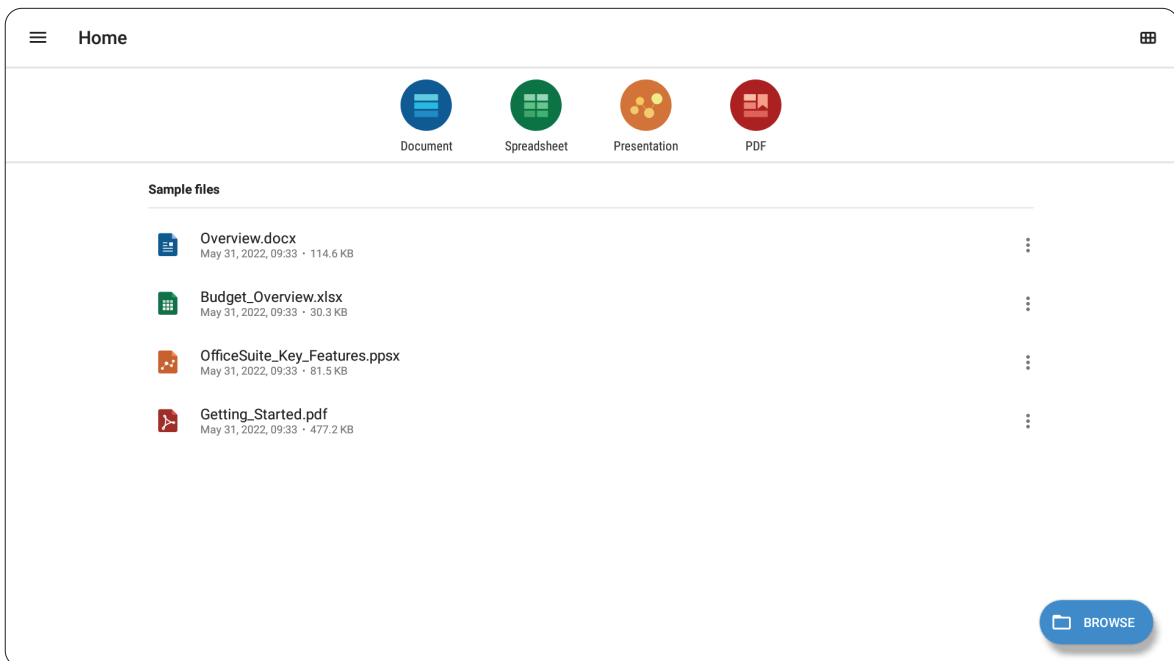 Home
Document Spreadsheet Presentation PDF
Sample files
Overview.docx
May 31, 2022, 09:33 • 114.6 KB
Budget_Overview.xlsx
May 31, 2022, 09:33 • 30.3 KB
OfficeSuite_Key_Features.ppsx
May 31, 2022, 09:33 • 81.5 KB
Getting_Started.pdf
May 31, 2022, 09:33 • 477.2 KB
BROWSE